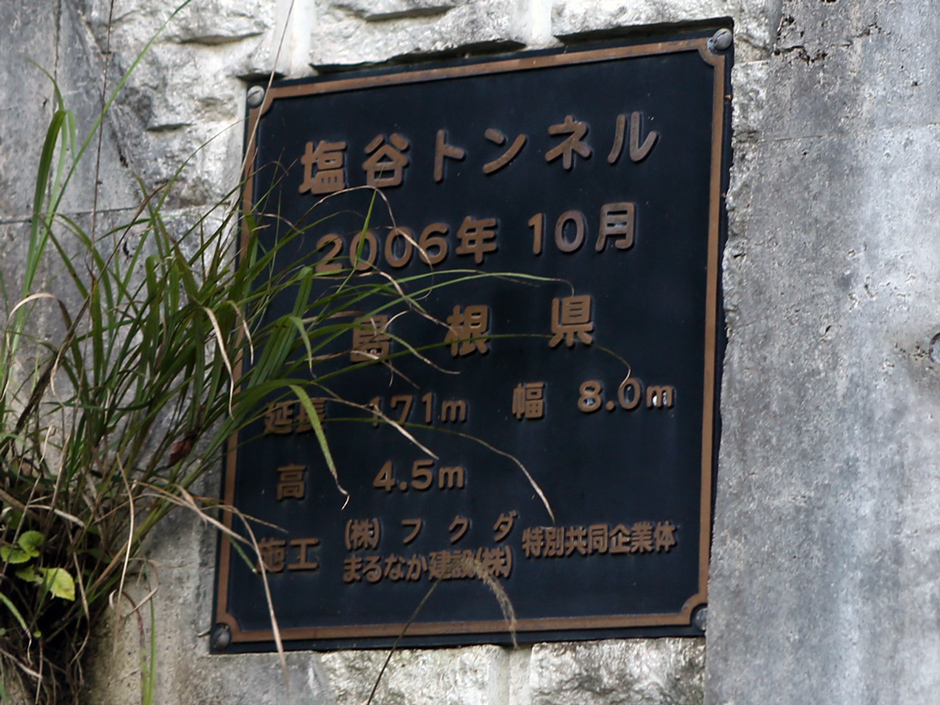 塩谷トンネル
2006年 10月
島根県
延長 171m 幅 8.0m
高 4.5m
施工 (株)フクダ 特別共同企業体
まるなか建設(株)